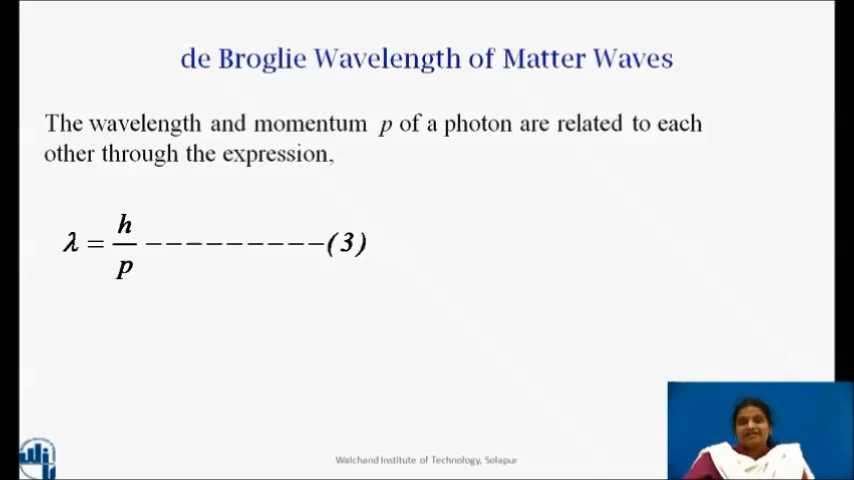 de Broglie Wavelength of Matter Waves
The wavelength and momentum p of a photon are related to each
other through the expression,
λ = h/p ---------(3)
Walchand Institute of Technology, Solapur